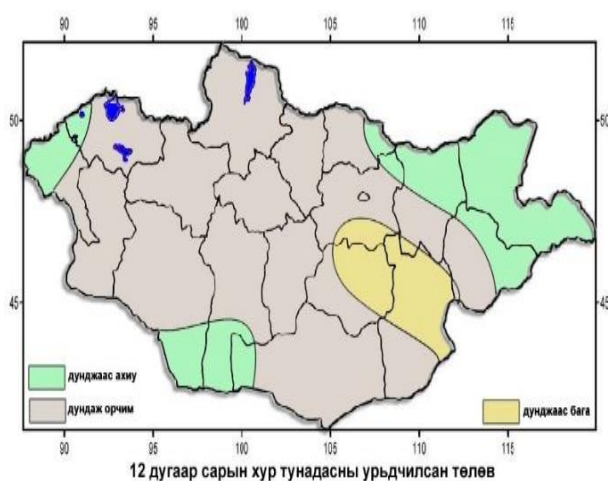 90 95 100 105 110 115
50 50
45 45
дунджаас ахиу
дундаж орчим
дунджаас бага
90 95 100 105 110 115
12 дугаар сарын хур тунадасны урьдчилсан төлөв